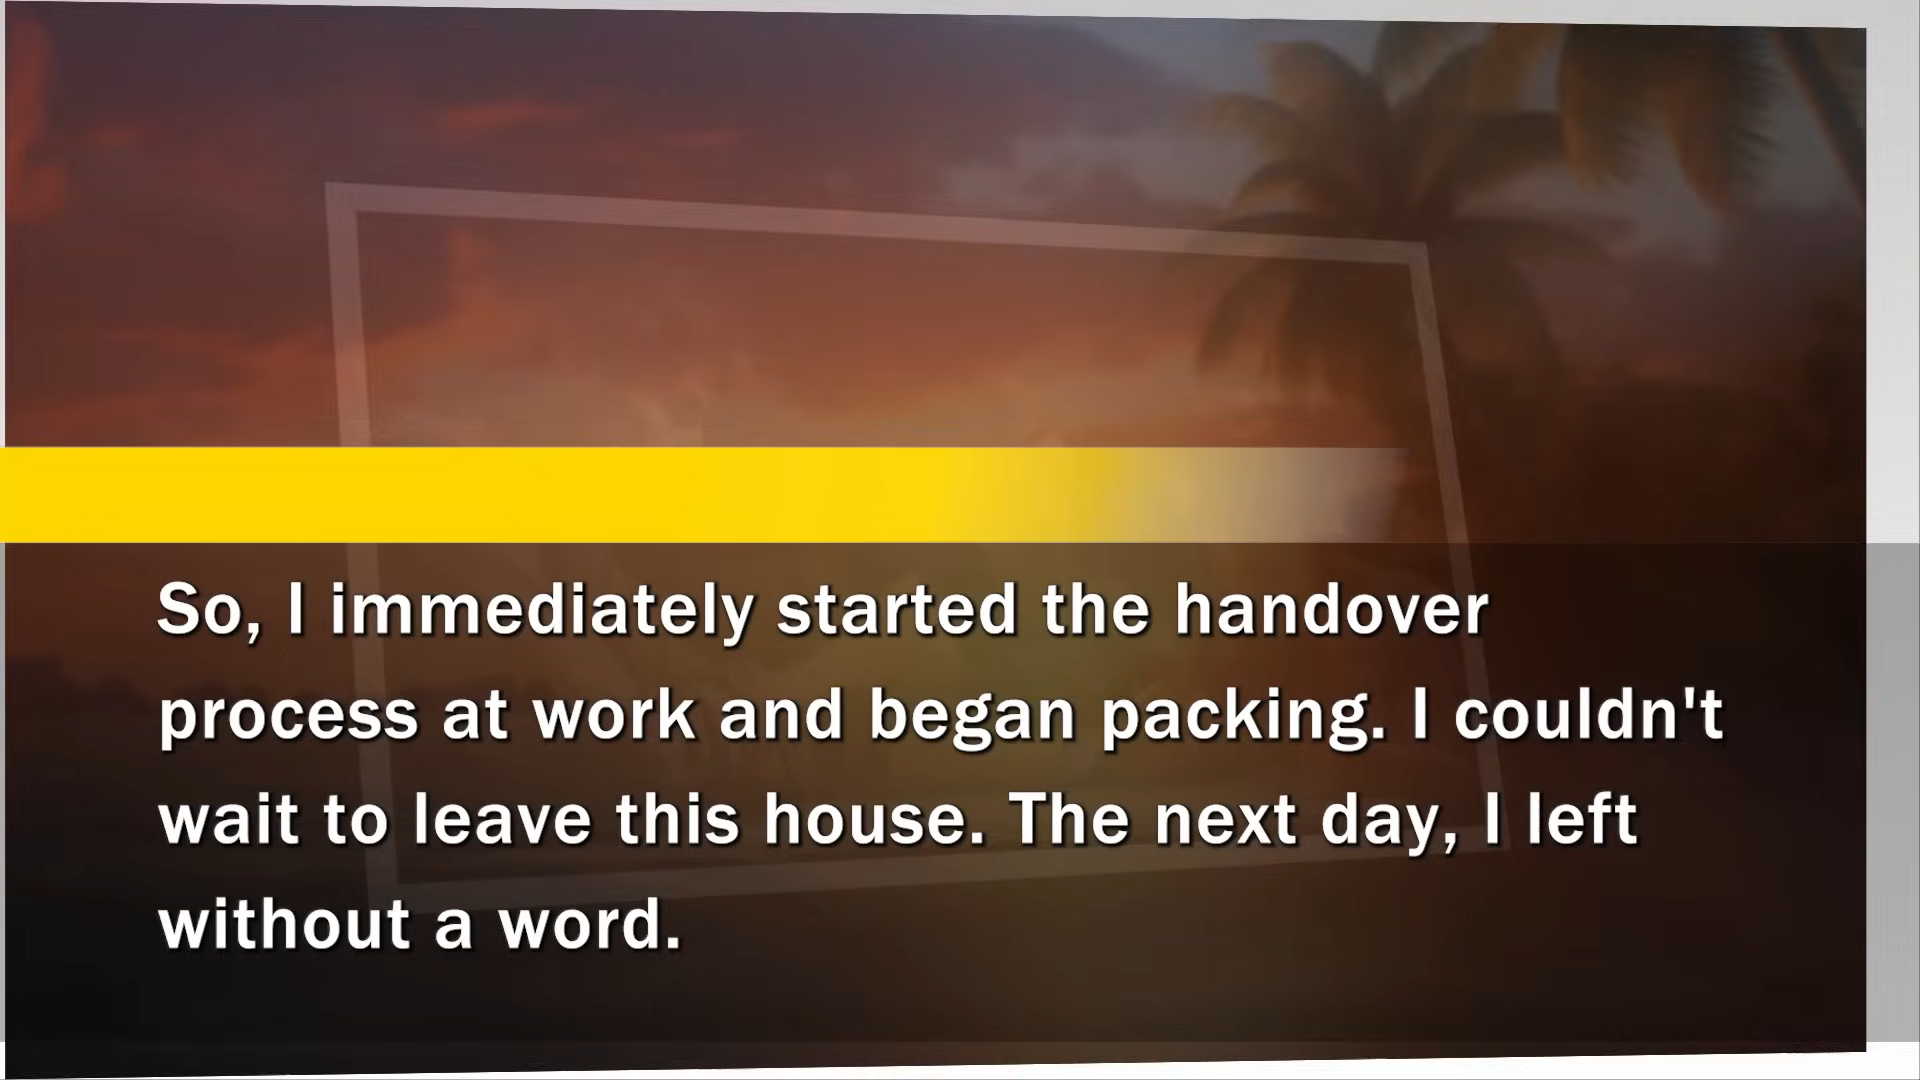 So, I immediately started the handover
process at work and began packing. I couldn't
wait to leave this house. The next day, I left
without a word.